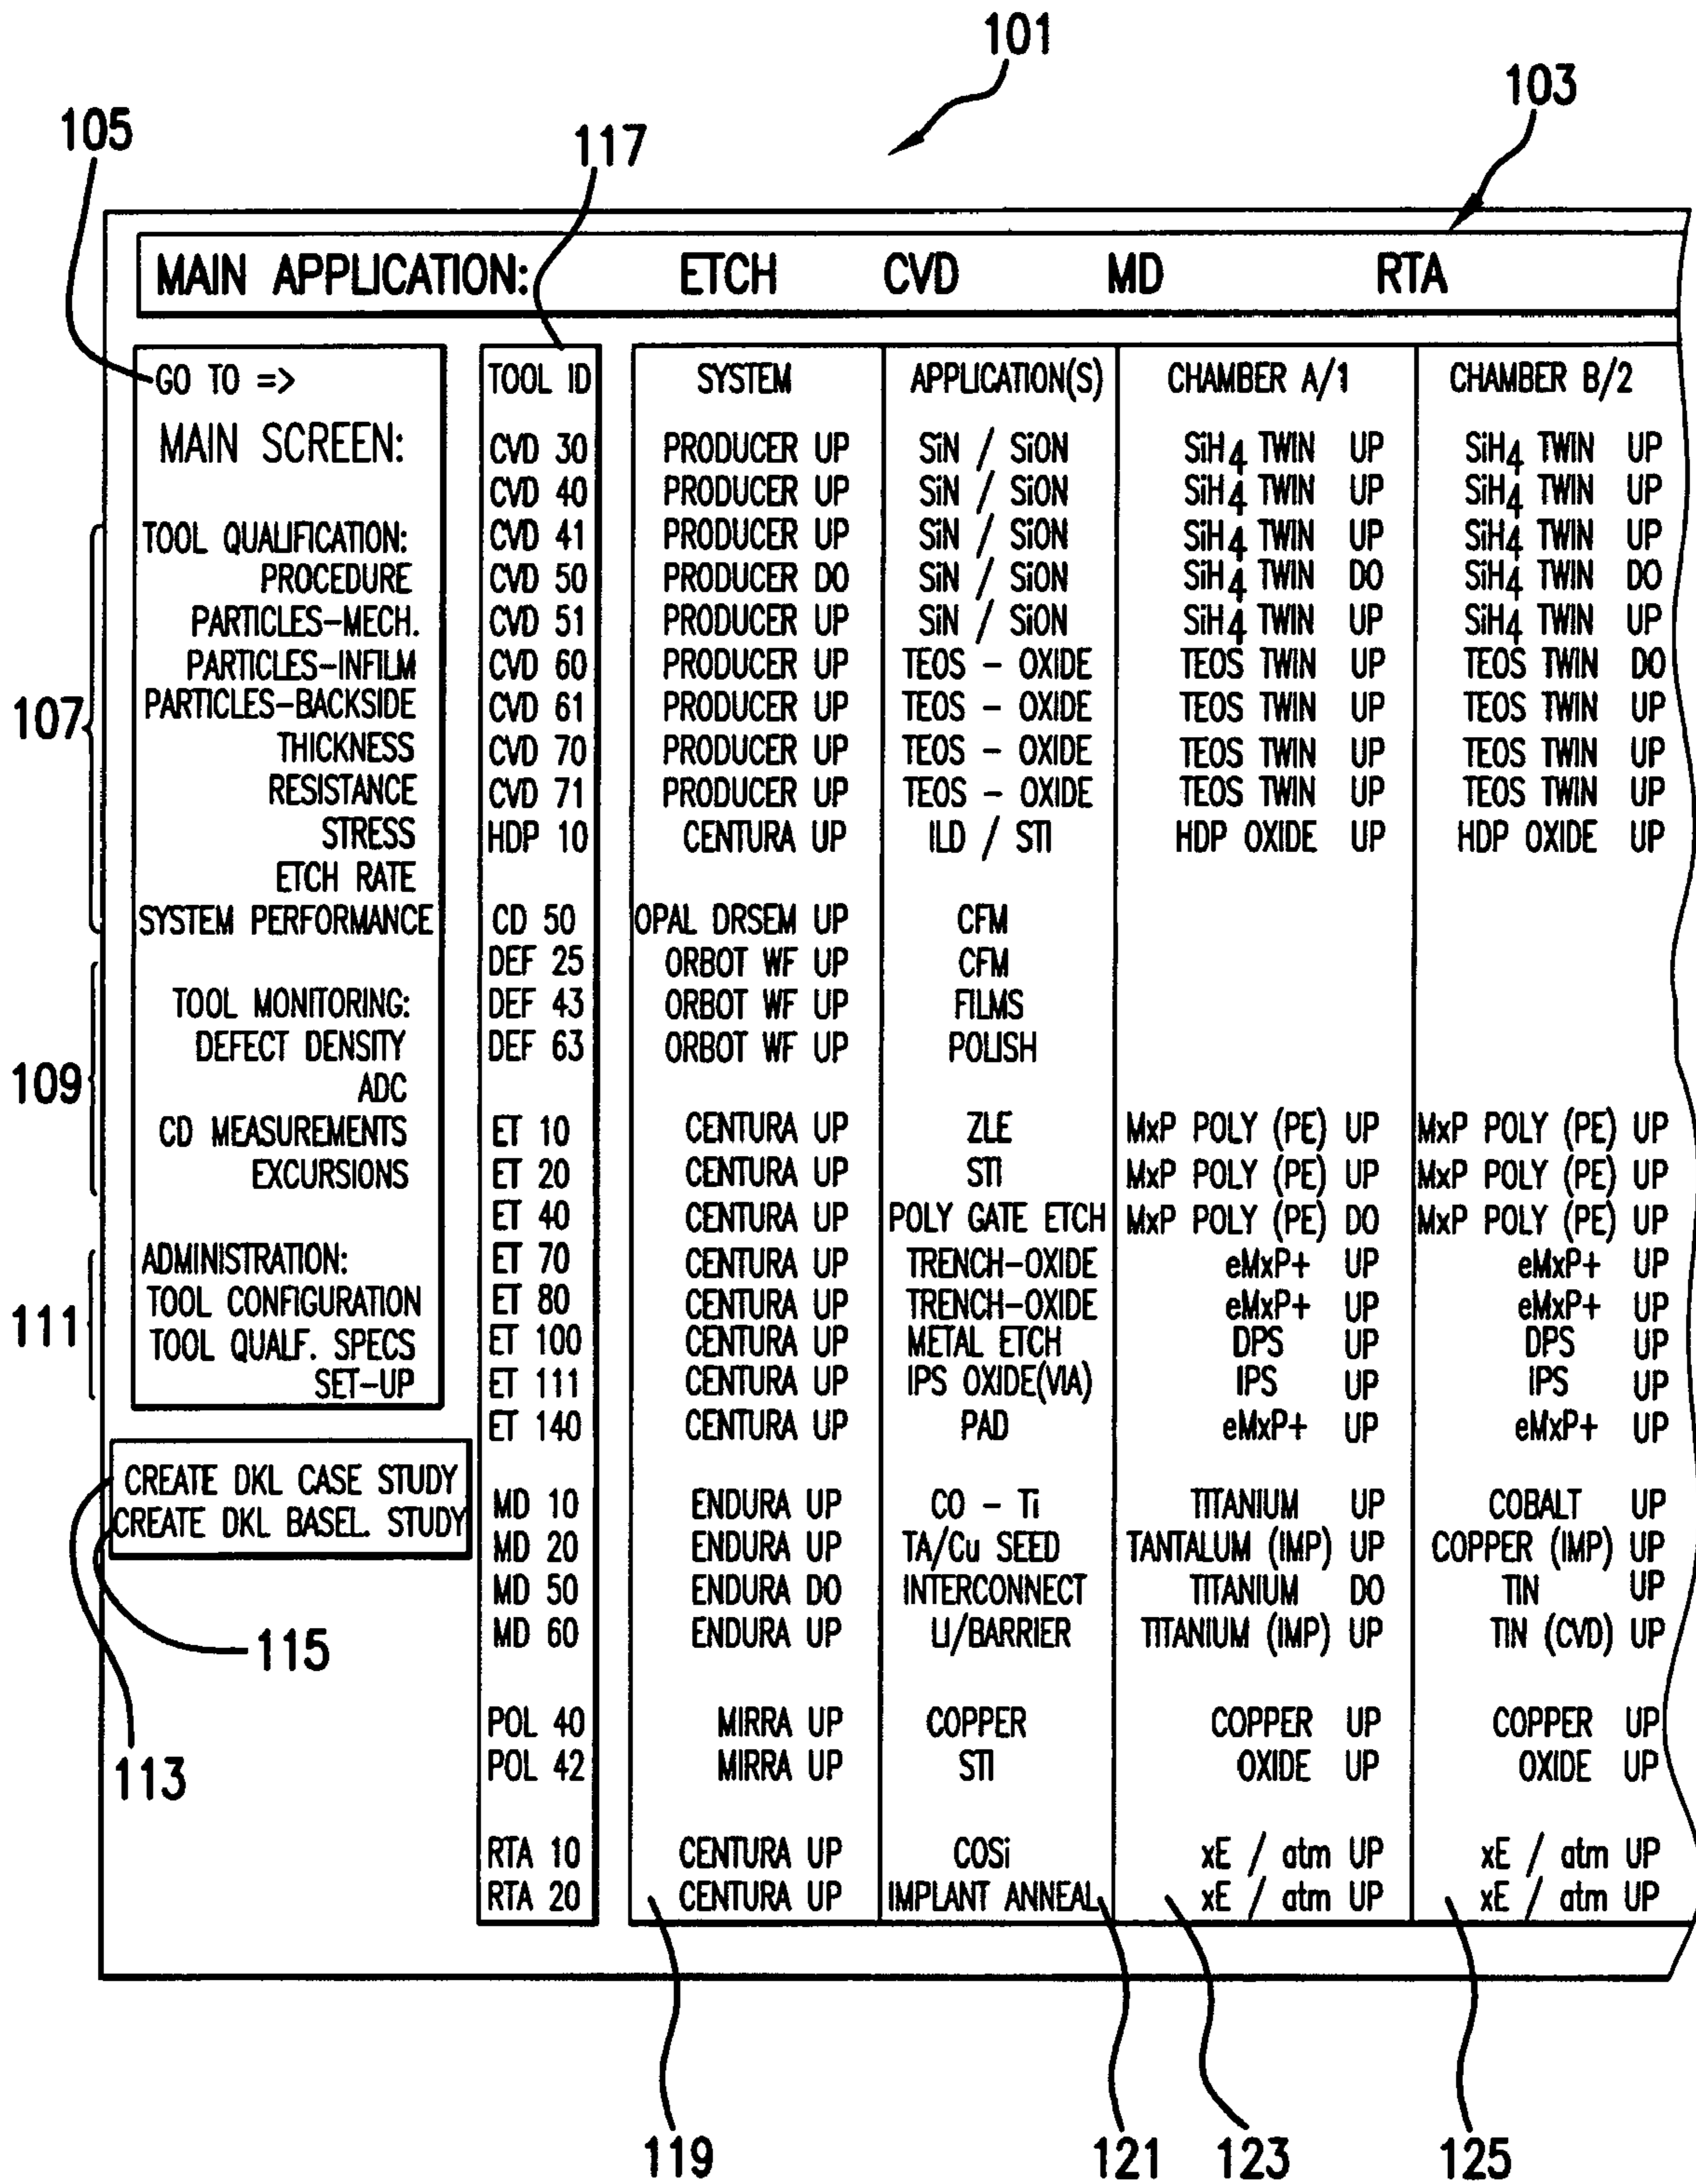 101
103
105
117
MAIN APPLICATION: ETCH CVD MD RTA
GO TO =>
MAIN SCREEN:
TOOL QUALIFICATION:
PROCEDURE
PARTICLES-MECH.
PARTICLES-INFILM
PARTICLES-BACKSIDE
THICKNESS
RESISTANCE
STRESS
ETCH RATE
SYSTEM PERFORMANCE
TOOL MONITORING:
DEFECT DENSITY
ADC
CD MEASUREMENTS
EXCURSIONS
ADMINISTRATION:
TOOL CONFIGURATION
TOOL QUALF. SPECS
SET-UP
107
109
111
CREATE DKL CASE STUDY
CREATE DKL BASEL. STUDY
115
113
TOOL ID SYSTEM APPLICATION(S) CHAMBER A/1 CHAMBER B/2
CVD 30 PRODUCER UP SiN / SiON SiH4 TWIN UP SiH4 TWIN UP
CVD 40 PRODUCER UP SiN / SiON SiH4 TWIN UP SiH4 TWIN UP
CVD 41 PRODUCER UP SiN / SiON SiH4 TWIN UP SiH4 TWIN UP
CVD 50 PRODUCER DO SiN / SiON SiH4 TWIN DO SiH4 TWIN DO
CVD 51 PRODUCER UP SiN / SiON SiH4 TWIN UP SiH4 TWIN UP
CVD 60 PRODUCER UP TEOS - OXIDE TEOS TWIN UP TEOS TWIN DO
CVD 61 PRODUCER UP TEOS - OXIDE TEOS TWIN UP TEOS TWIN UP
CVD 70 PRODUCER UP TEOS - OXIDE TEOS TWIN UP TEOS TWIN UP
CVD 71 PRODUCER UP TEOS - OXIDE TEOS TWIN UP TEOS TWIN UP
HDP 10 CENTURA UP ILD / STI HDP OXIDE UP HDP OXIDE UP
CD 50 OPAL DRSEM UP CFM
DEF 25 ORBOT WF UP CFM
DEF 43 ORBOT WF UP FILMS
DEF 63 ORBOT WF UP POLISH
ET 10 CENTURA UP ZLE MxP POLY (PE) UP MxP POLY (PE) UP
ET 20 CENTURA UP STI MxP POLY (PE) UP MxP POLY (PE) UP
ET 40 CENTURA UP POLY GATE ETCH MxP POLY (PE) DO MxP POLY (PE) UP
ET 70 CENTURA UP TRENCH-OXIDE eMxP+ UP eMxP+ UP
ET 80 CENTURA UP TRENCH-OXIDE eMxP+ UP eMxP+ UP
ET 100 CENTURA UP METAL ETCH DPS UP DPS UP
ET 111 CENTURA UP IPS OXIDE(VIA) IPS UP IPS UP
ET 140 CENTURA UP PAD eMxP+ UP eMxP+ UP
MD 10 ENDURA UP CO - Ti TITANIUM UP COBALT UP
MD 20 ENDURA UP TA/Cu SEED TANTALUM (IMP) UP COPPER (IMP) UP
MD 50 ENDURA DO INTERCONNECT TITANIUM DO TIN UP
MD 60 ENDURA UP LI/BARRIER TITANIUM (IMP) UP TIN (CVD) UP
POL 40 MIRRA UP COPPER COPPER UP COPPER UP
POL 42 MIRRA UP STI OXIDE UP OXIDE UP
RTA 10 CENTURA UP COSi xE / atm UP xE / atm UP
RTA 20 CENTURA UP IMPLANT ANNEAL xE / atm UP xE / atm UP
119 121 123 125